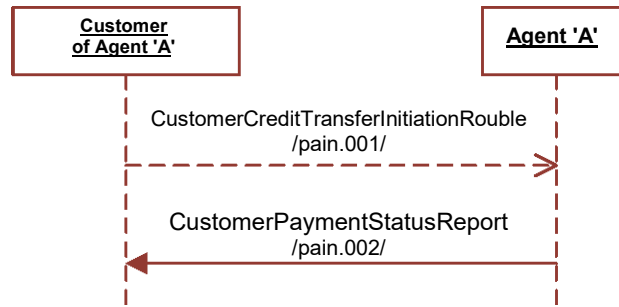 Customer
of Agent 'A'
Agent 'A'
CustomerCreditTransferInitiationRouble
/pain.001/
CustomerPaymentStatusReport
/pain.002/